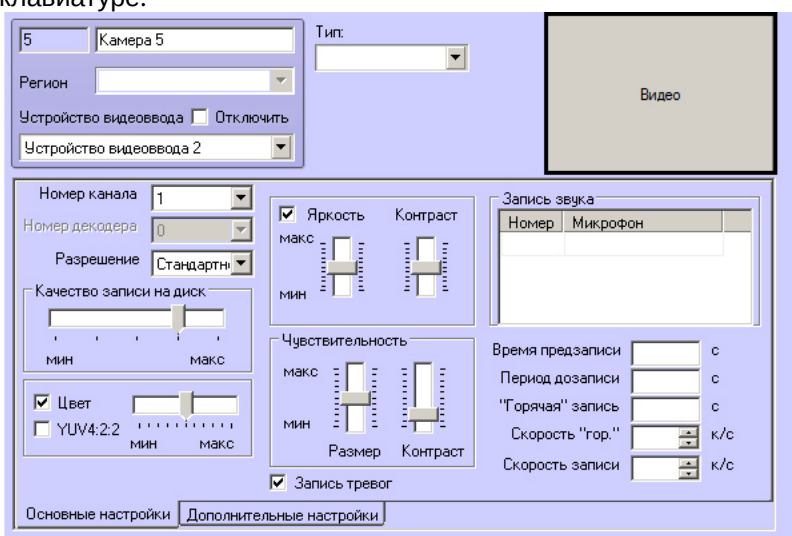 клавиатуре.
5 Камера 5 Тип:
Регион
Видео
Устройство видеоввода Отключить
Устройство видеоввода 2
Номер канала 1
Номер декодера 0
Разрешение Стандартн
Качество записи на диск
мин макс
Цвет
YUV4:2:2
мин макс
Яркость Контраст
макс
мин
Чувствительность
макс
мин
Размер Контраст
Запись тревог
Запись звука
Номер Микрофон
Время предзаписи с
Период дозаписи с
"Горячая" запись с
Скорость "гор." к/с
Скорость записи к/с
Основные настройки Дополнительные настройки